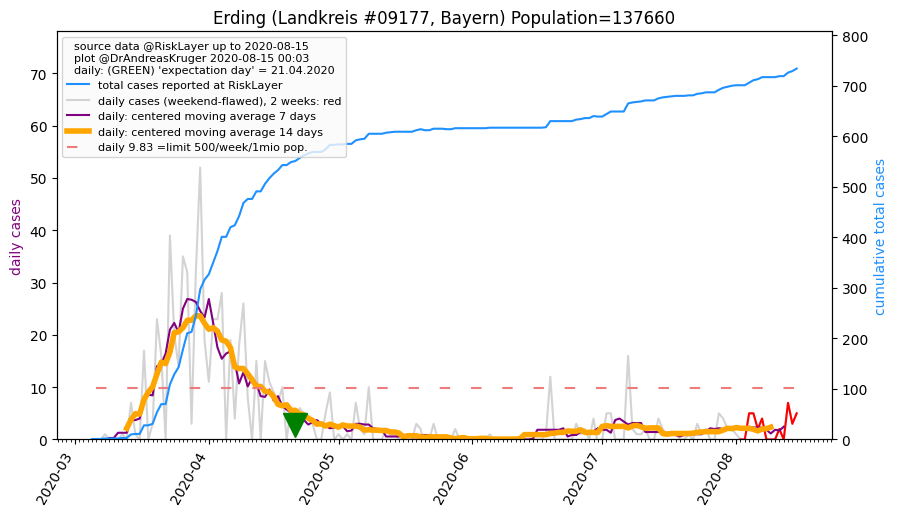 Erding (Landkreis #09177, Bayern) Population=137660
source data @RiskLayer up to 2020-08-15
plot @DrAndreasKruger 2020-08-15 00:03
daily: (GREEN) 'expectation day' = 21.04.2020
total cases reported at RiskLayer
daily cases (weekend-flawed), 2 weeks: red
daily: centered moving average 7 days
daily: centered moving average 14 days
daily 9.83 =limit 500/week/1mio pop.
daily cases
70
60
50
40
30
20
10
0
800
700
600
500
400
300
200
100
0
cumulative total cases
2020-03
2020-04
2020-05
2020-06
2020-07
2020-08